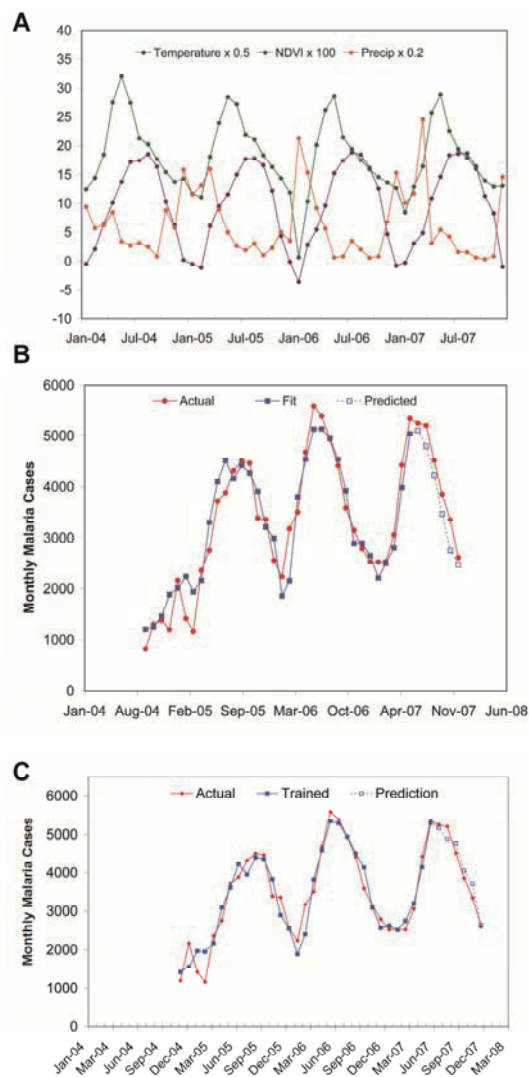 A
Temperature x 0.5 NDVI x 100 Precip x 0.2
40
35
30
25
20
15
10
5
0
-5
-10
Jan-04 Jul-04 Jan-05 Jul-05 Jan-06 Jul-06 Jan-07 Jul-07
B
Actual Fit Predicted
Monthly Malaria Cases
6000
5000
4000
3000
2000
1000
0
Jan-04 Aug-04 Feb-05 Sep-05 Mar-06 Oct-06 Apr-07 Nov-07 Jun-08
C
Actual Trained Prediction
Monthly Malaria Cases
6000
5000
4000
3000
2000
1000
0
Jan-04 Mar-04 Jun-04 Sep-04 Dec-04 Mar-05 Jun-05 Sep-05 Dec-05 Mar-06 Jun-06 Sep-06 Dec-06 Mar-07 Jun-07 Sep-07 Dec-07 Mar-08